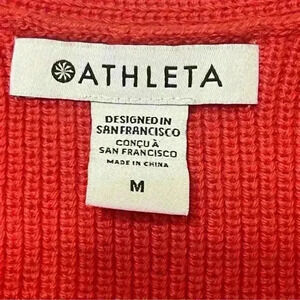 ATHLETA
DESIGNED IN
SAN FRANCISCO
CONÇU À
SAN FRANCISCO
MADE IN CHINA
M